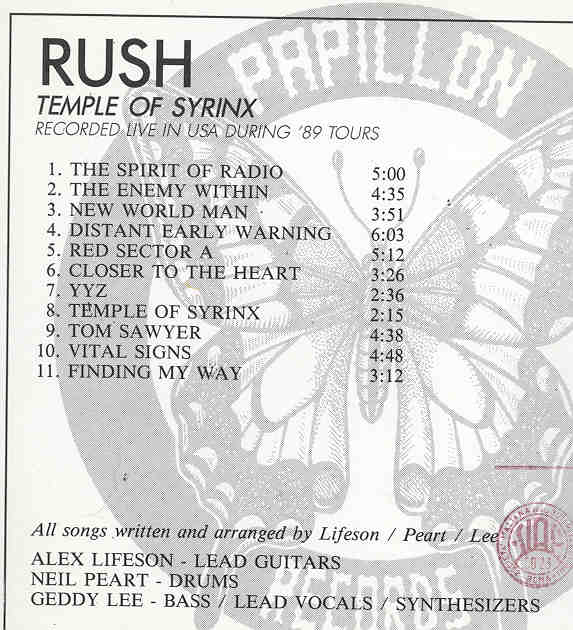 PAPILLON
RUSH
TEMPLE OF SYRINX
RECORDED LIVE IN USA DURING '89 TOURS
1. THE SPIRIT OF RADIO 5:00
2. THE ENEMY WITHIN 4:35
3. NEW WORLD MAN 3:51
4. DISTANT EARLY WARNING 6:03
5. RED SECTOR A 5:12
6. CLOSER TO THE HEART 3:26
7. YYZ 2:36
8. TEMPLE OF SYRINX 2:15
9. TOM SAWYER 4:38
10. VITAL SIGNS 4:48
11. FINDING MY WAY 3:12
All songs written and arranged by Lifeson / Peart / Lee
ALEX LIFESON - LEAD GUITARS
NEIL PEART - DRUMS
GEDDY LEE - BASS / LEAD VOCALS / SYNTHESIZERS
RECORDS